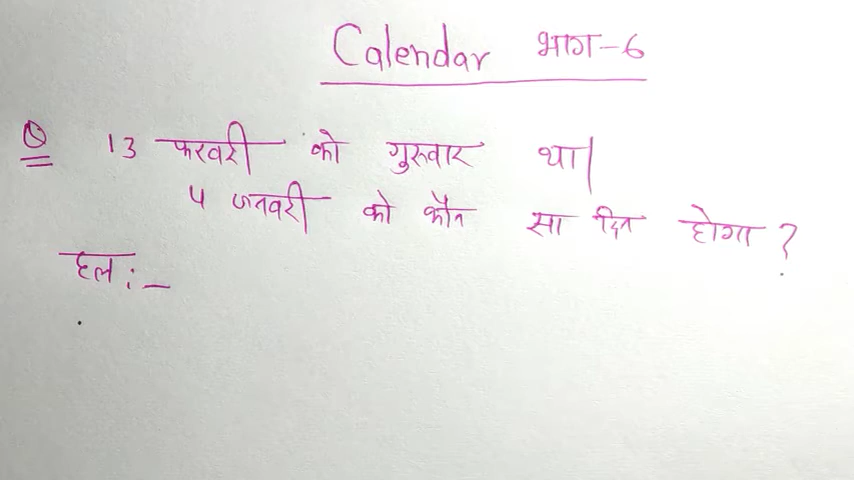 Calendar भाग-6
Q 13 फरवरी को गुरुवार था|
4 जनवरी को कौन सा दिन होगा ?
हल:-